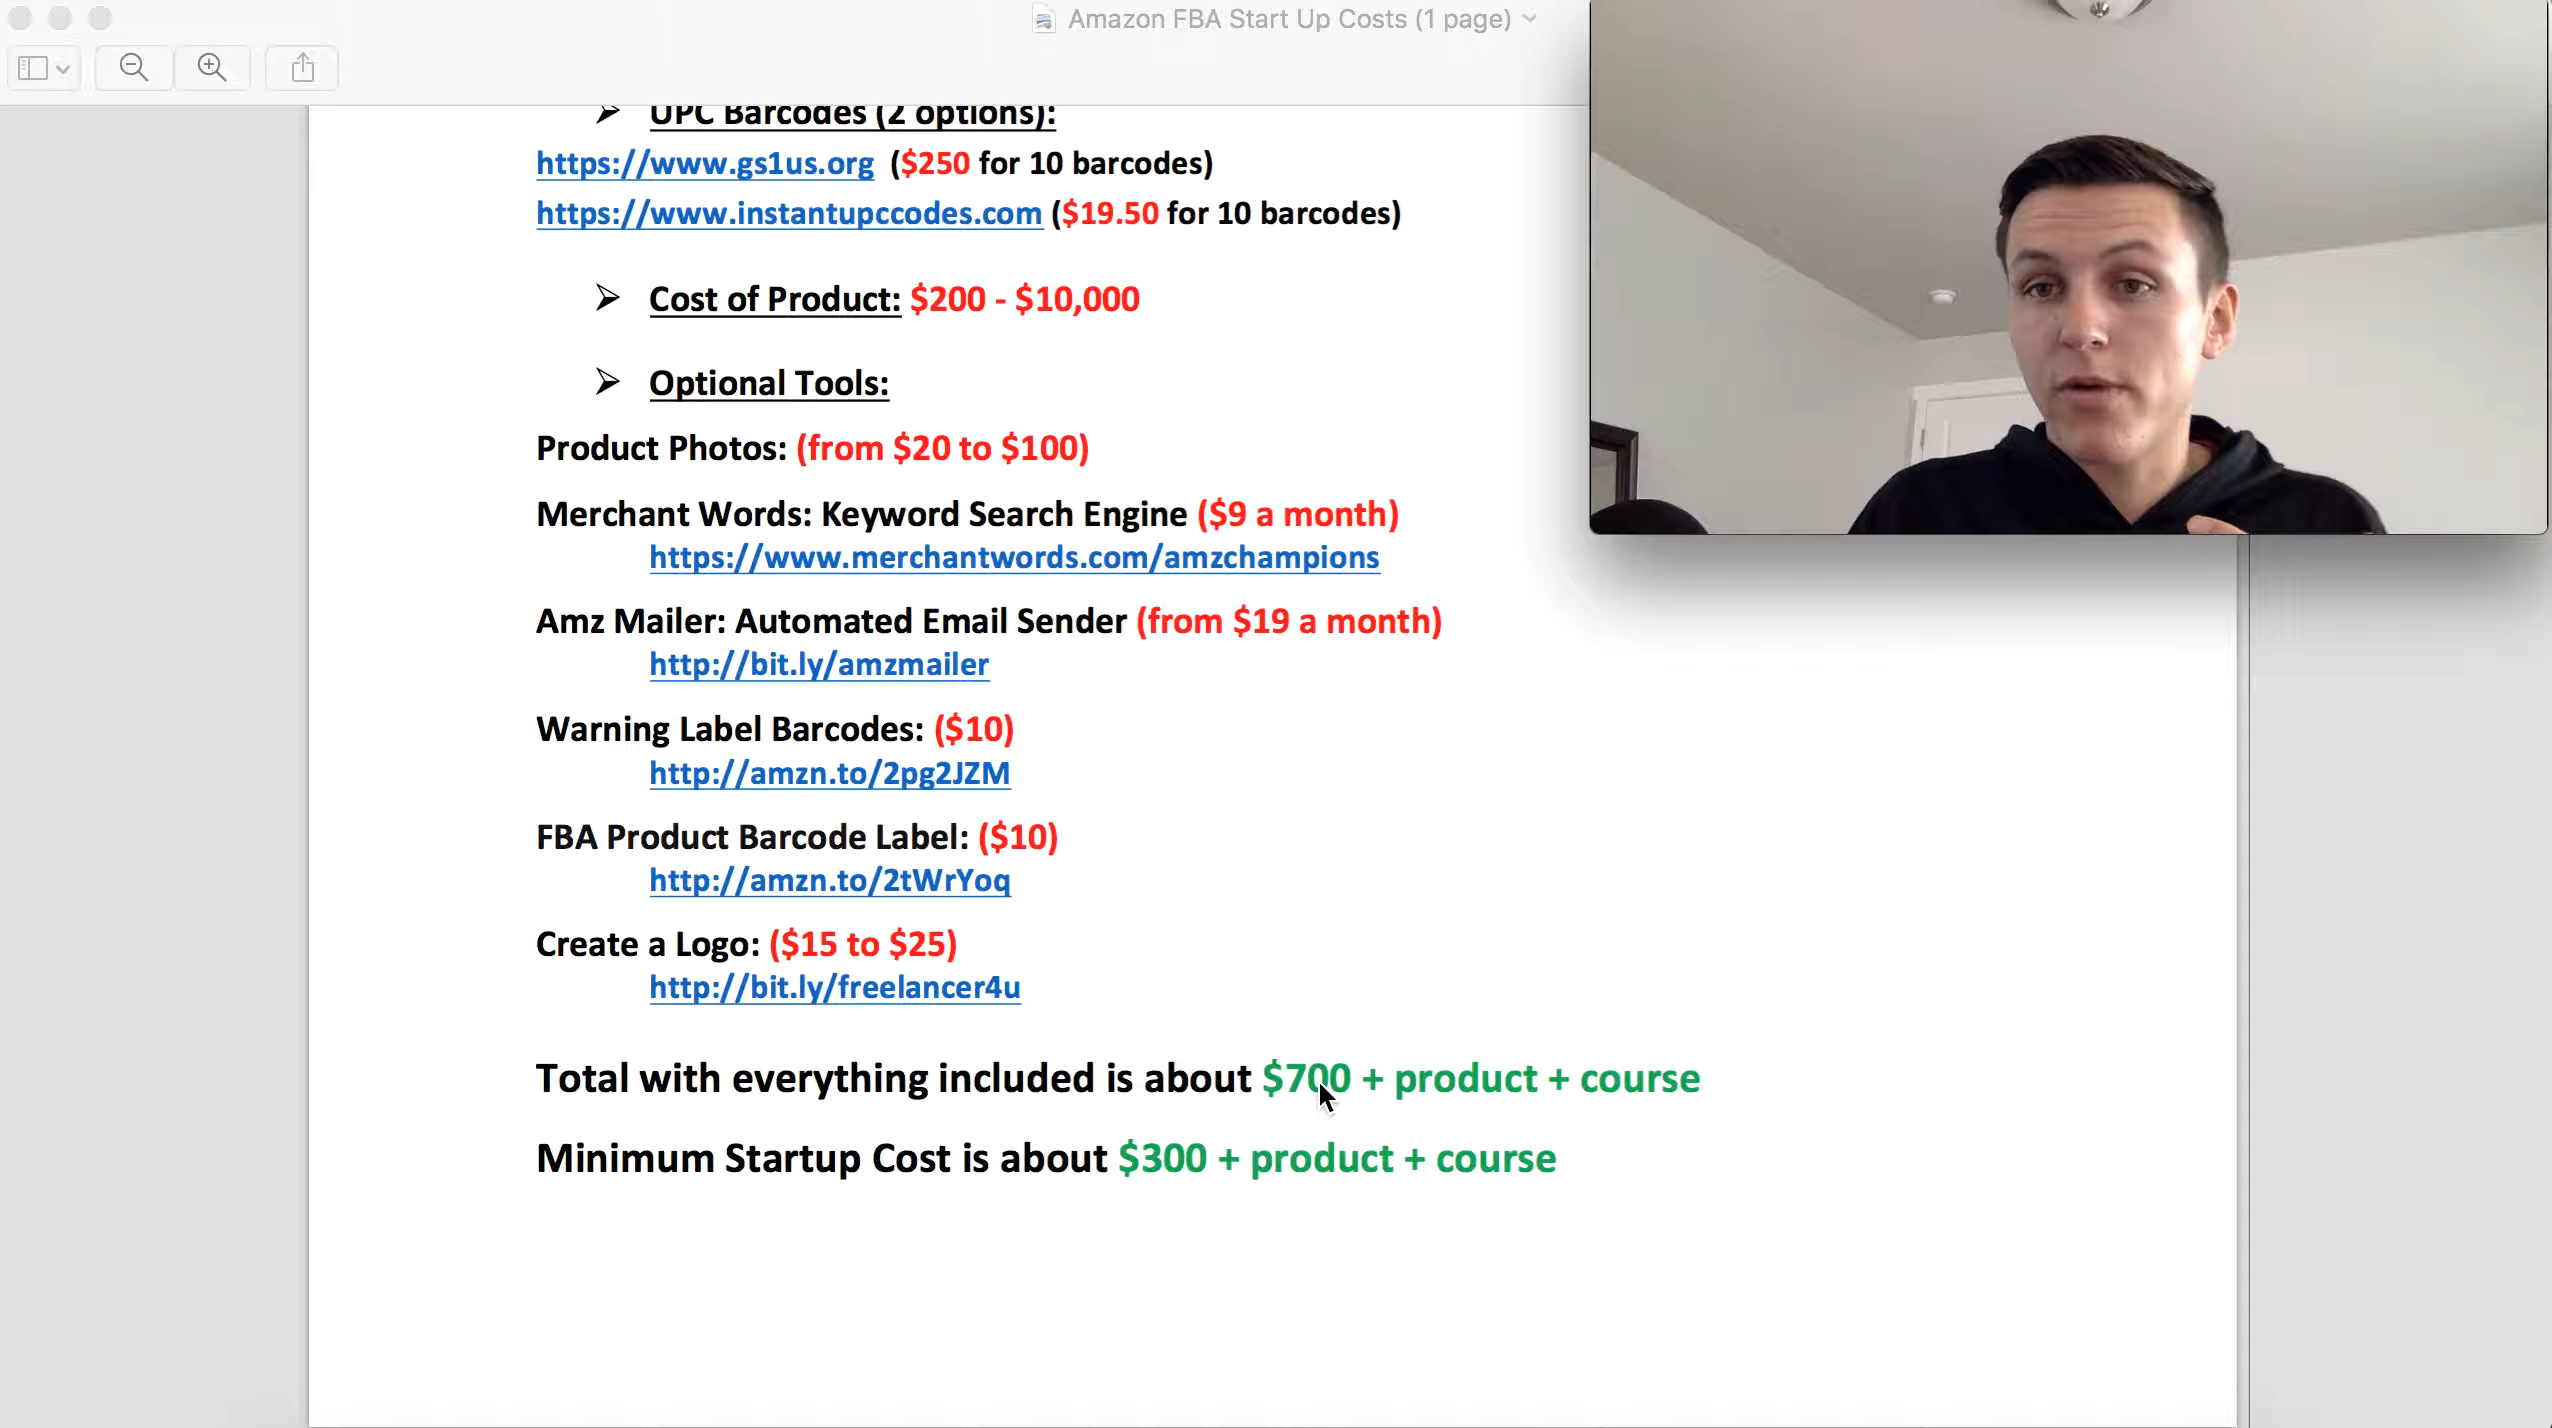 Amazon FBA Start Up Costs (1 page)
➤ UPC Barcodes (2 options):
https://www.gs1us.org ($250 for 10 barcodes)
https://www.instantupccodes.com ($19.50 for 10 barcodes)
➤ Cost of Product: $200 - $10,000
➤ Optional Tools:
Product Photos: (from $20 to $100)
Merchant Words: Keyword Search Engine ($9 a month)
https://www.merchantwords.com/amzchampions
Amz Mailer: Automated Email Sender (from $19 a month)
http://bit.ly/amzmailer
Warning Label Barcodes: ($10)
http://amzn.to/2pg2JZM
FBA Product Barcode Label: ($10)
http://amzn.to/2tWrYoq
Create a Logo: ($15 to $25)
http://bit.ly/freelancer4u
Total with everything included is about $700 + product + course
Minimum Startup Cost is about $300 + product + course